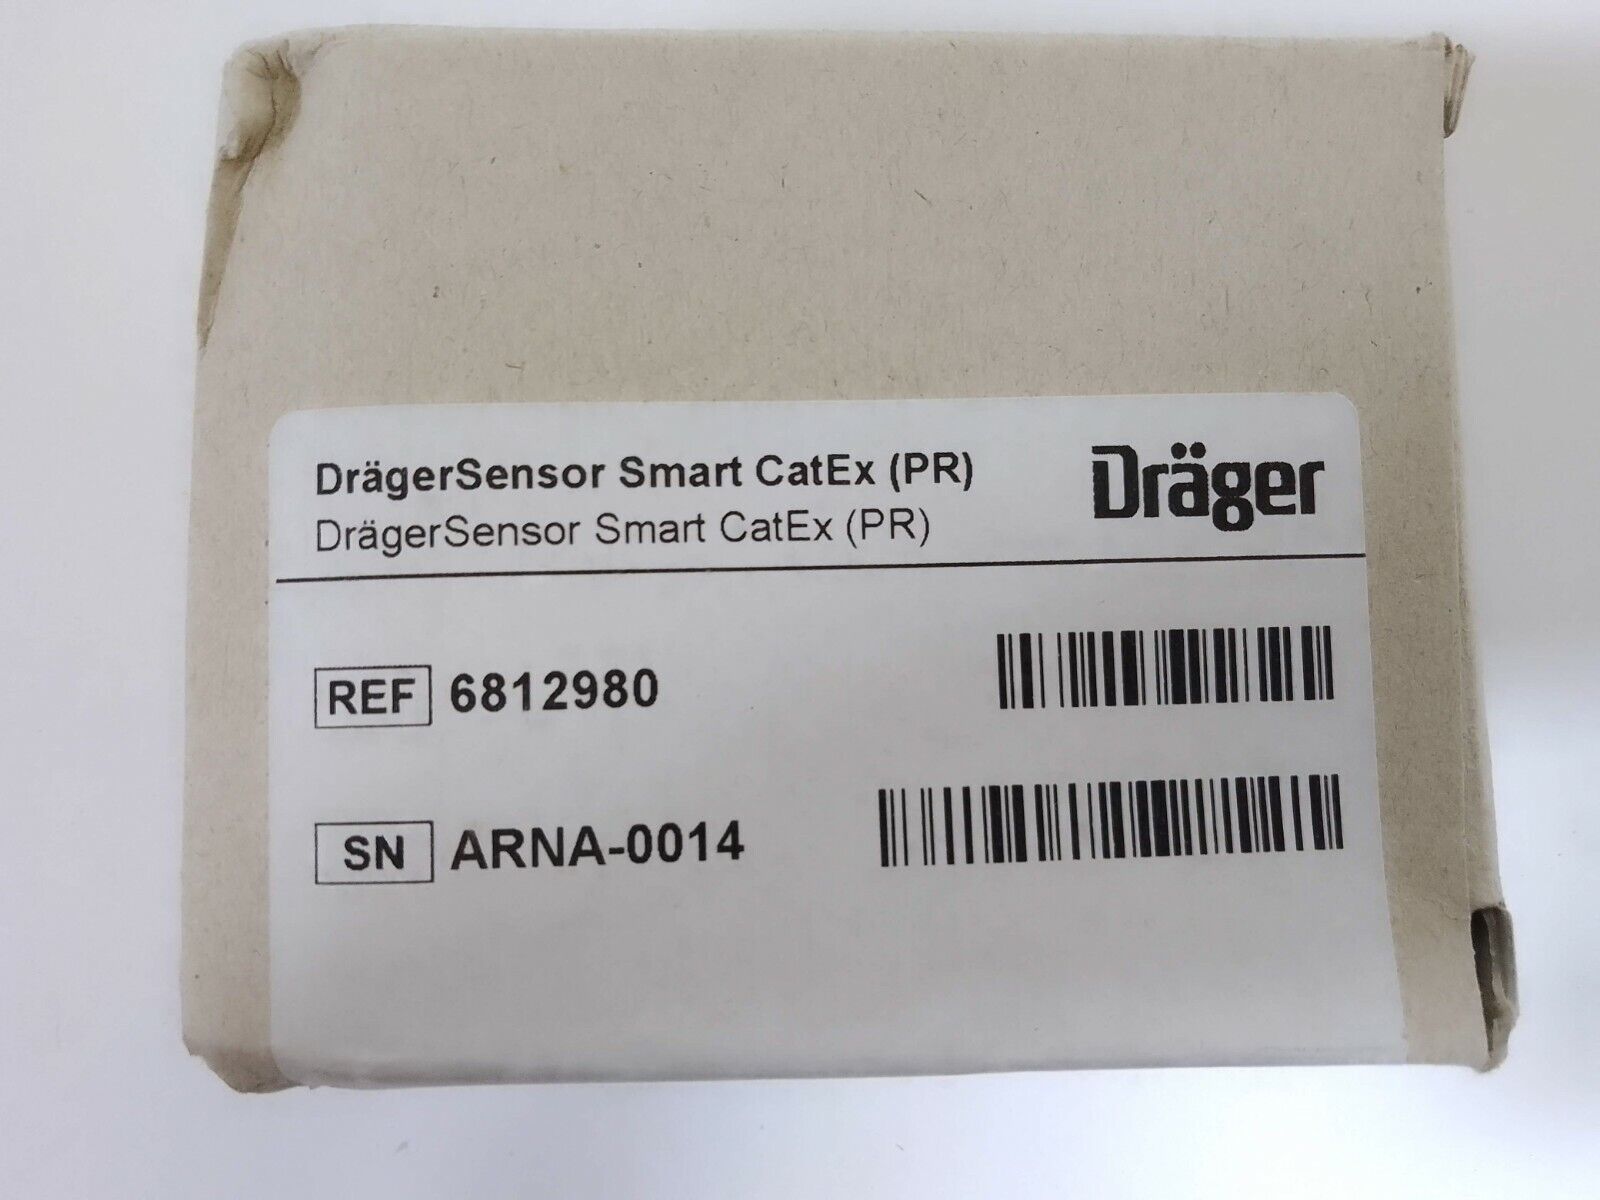 DrägerSensor Smart CatEx (PR)
DrägerSensor Smart CatEx (PR)
Dräger
REF 6812980
SN ARNA-0014